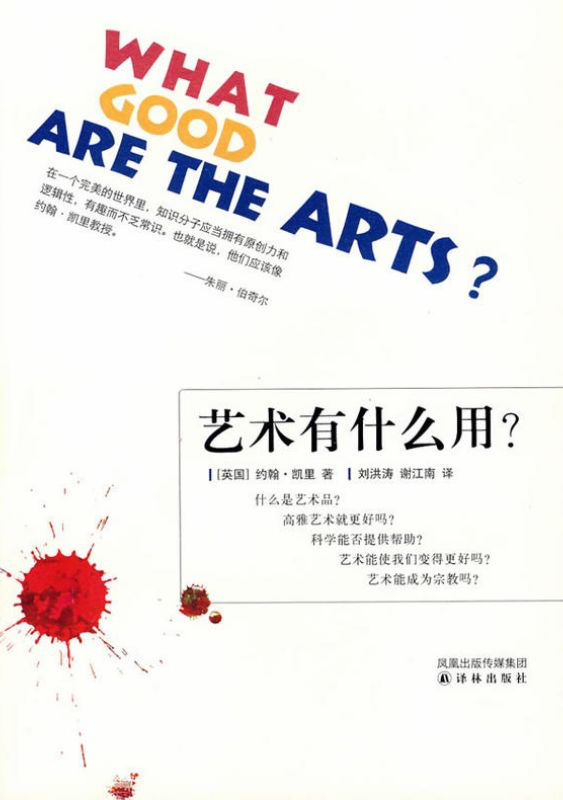 WHAT
GOOD
ARE THE ARTS?
在一个完美的世界里，知识分子应当拥有原创力和
逻辑性，有趣而不乏常识。也就是说，他们应该像
约翰·凯里教授。
——朱丽·伯奇尔
艺术有什么用？
[英国] 约翰·凯里 著 刘洪涛 谢江南 译
什么是艺术品？
高雅艺术就更好吗？
科学能否提供帮助？
艺术能使我们变得更好吗？
艺术能成为宗教吗？
凤凰出版传媒集团
译林出版社